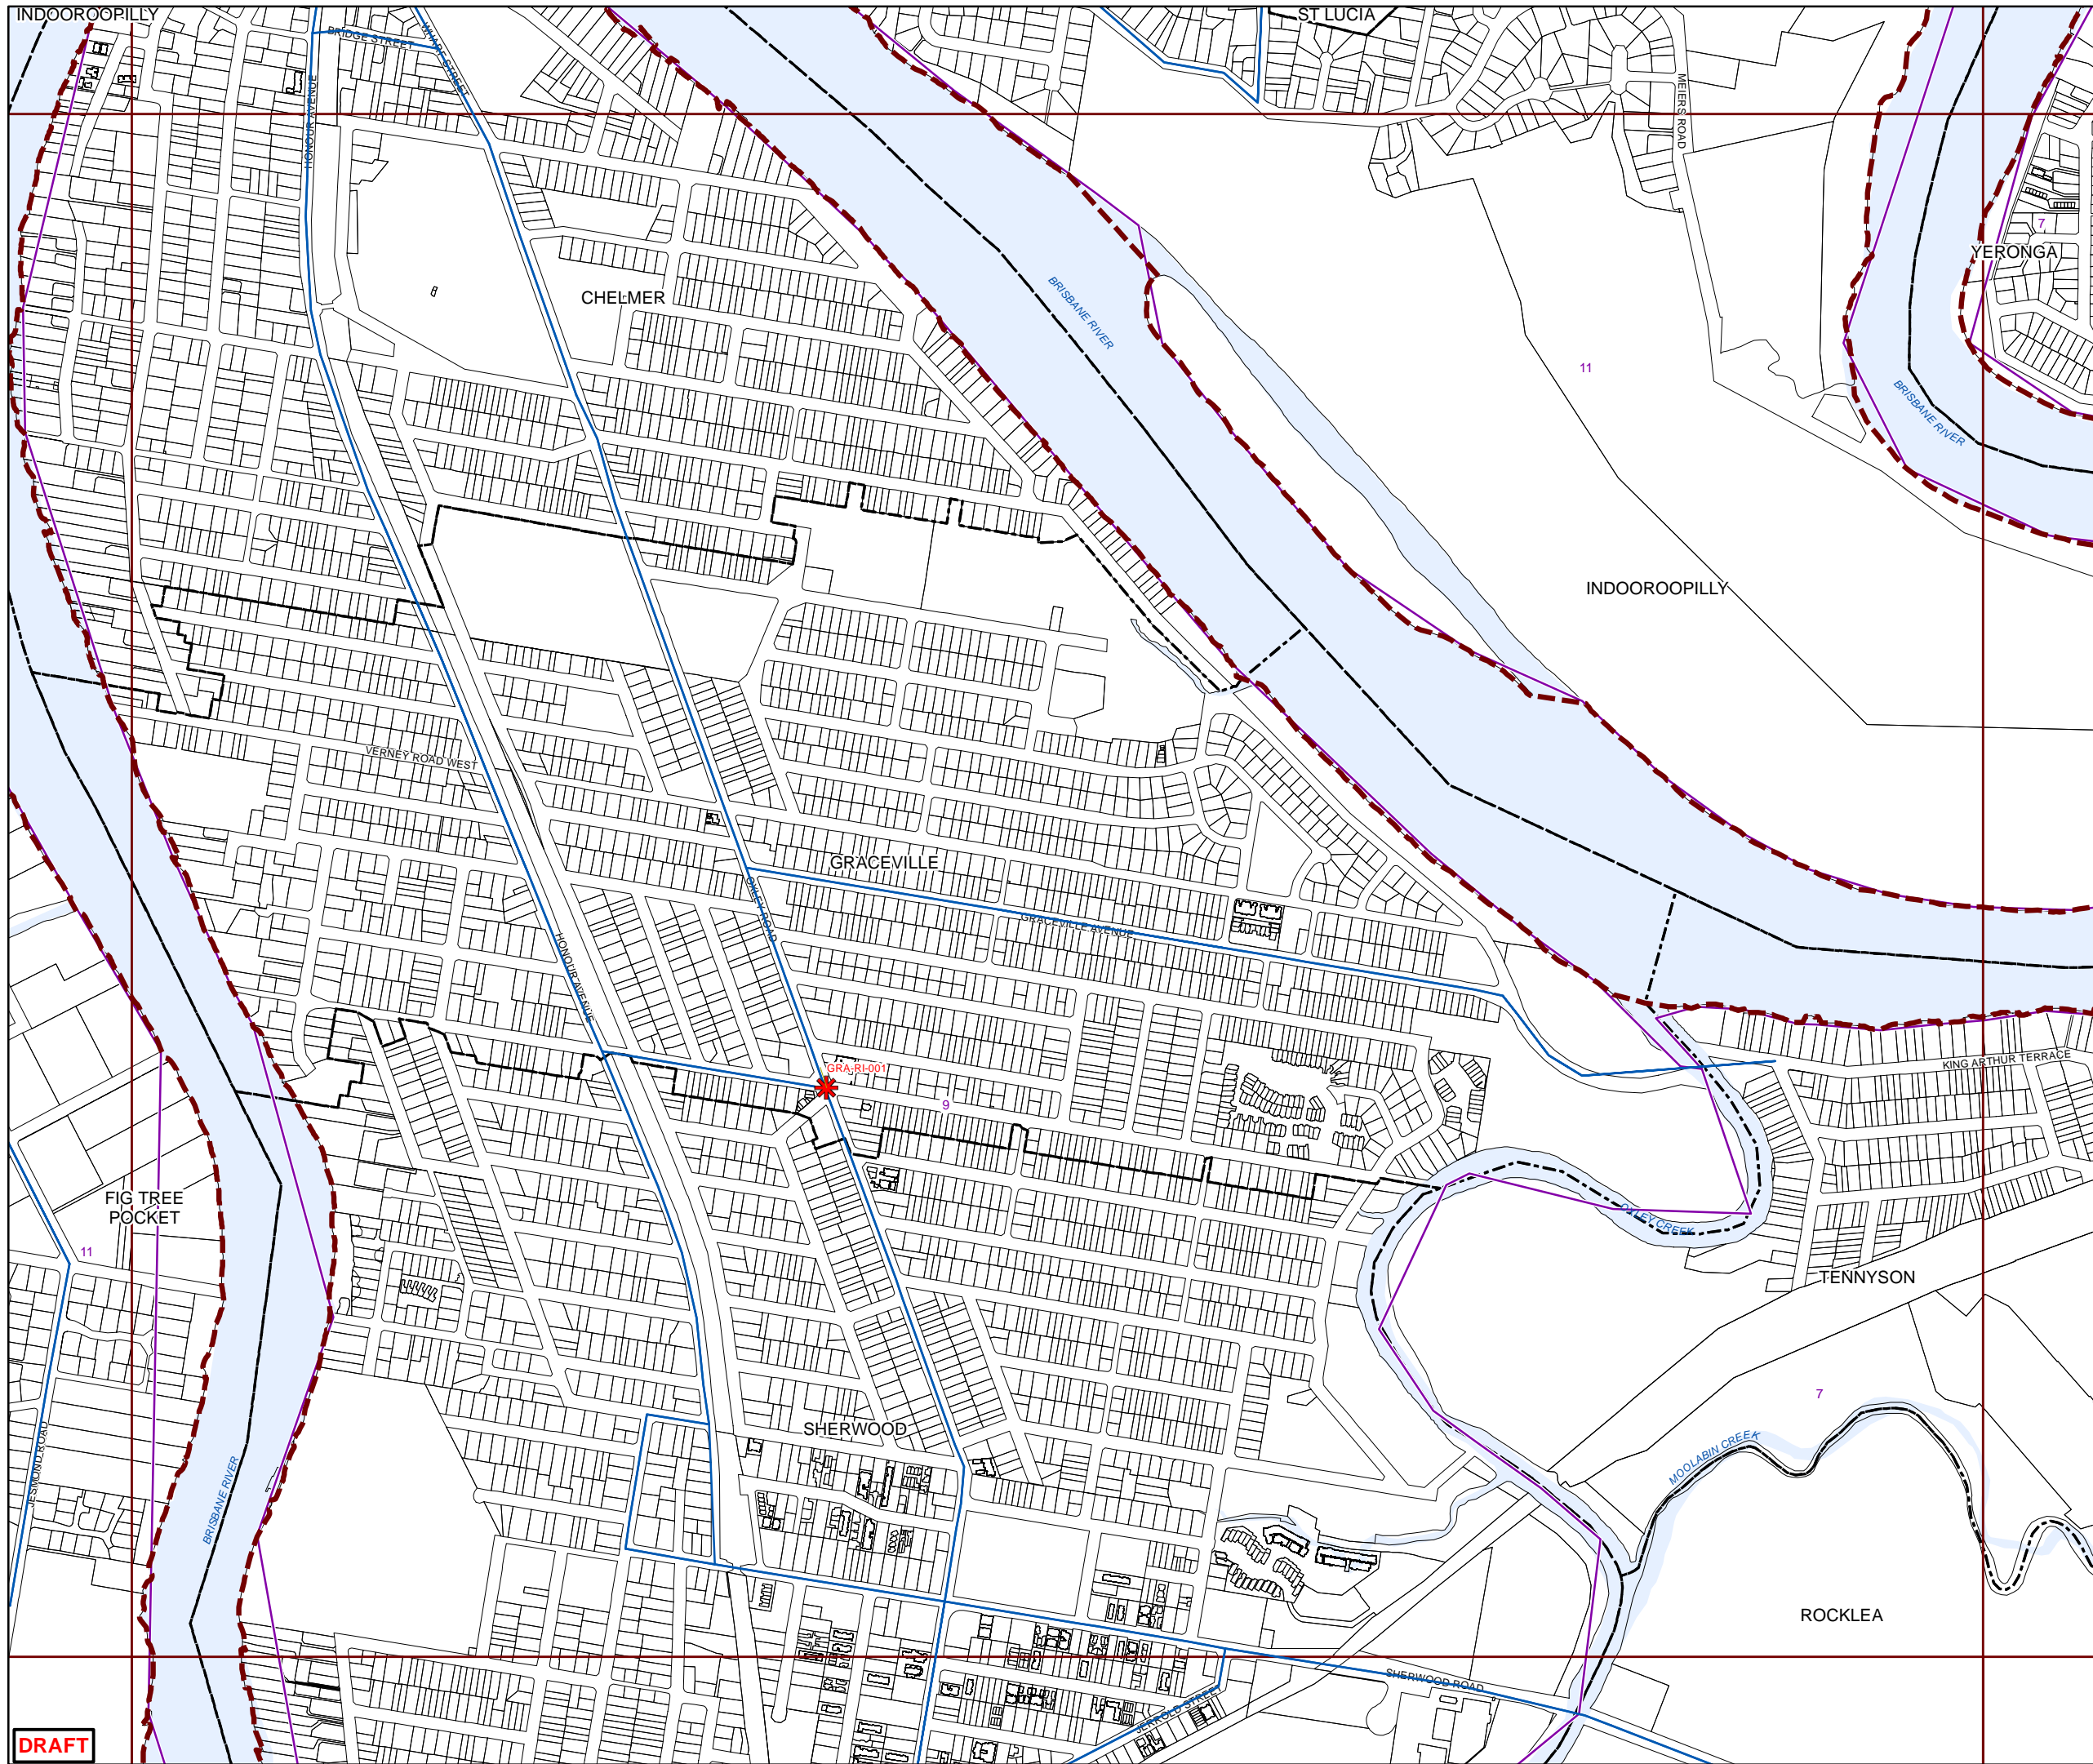 INDOOROOPILLY
BRIDGE STREET
WHARF STREET
ST LUCIA
HONOUR AVENUE
MEIERS ROAD
7
YERONGA
CHELMER
BRISBANE RIVER
11
BRISBANE RIVER
INDOOROOPILLY
VERNEY ROAD WEST
GRACEVILLE
OXLEY ROAD
GRACEVILLE AVENUE
HONOUR AVENUE
GRA-RI-001
KING ARTHUR TERRACE
9
FIG TREE
POCKET
OXLEY CREEK
11
TENNYSON
7
SHERWOOD
MOOLABIN CREEK
JESMOND ROAD
BRISBANE RIVER
ROCKLEA
SHERWOOD ROAD
JERROLD STREET
DRAFT